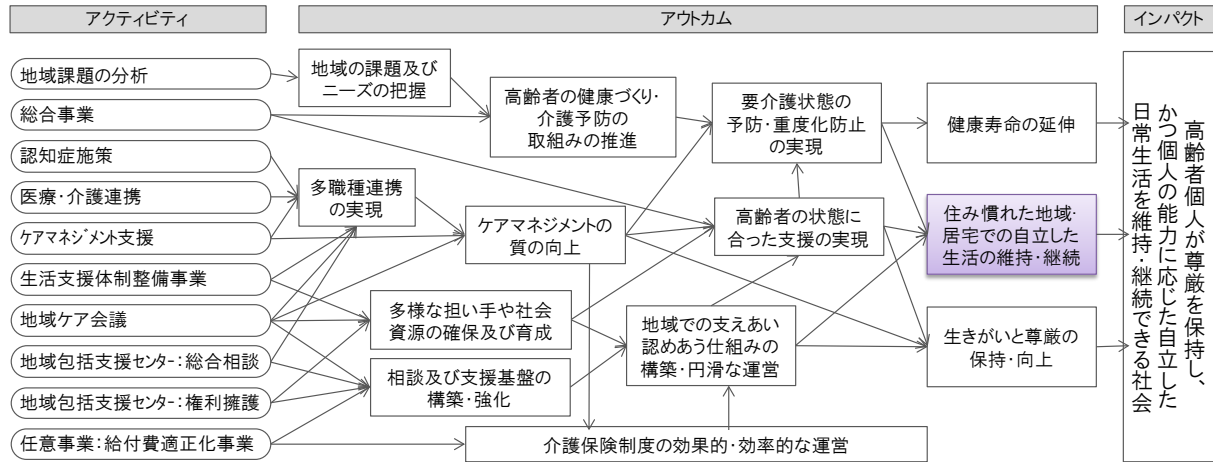 アクティビティ
アウトカム
インパクト
地域課題の分析
総合事業
認知症施策
医療・介護連携
ケアマネジメント支援
生活支援体制整備事業
地域ケア会議
地域包括支援センター：総合相談
地域包括支援センター：権利擁護
任意事業：給付費適正化事業
地域の課題及び
ニーズの把握
多職種連携
の実現
高齢者の健康づくり・
介護予防の
取組みの推進
ケアマネジメントの
質の向上
多様な担い手や社会
資源の確保及び育成
相談及び支援基盤の
構築・強化
介護保険制度の効果的・効率的な運営
要介護状態の
予防・重度化防止
の実現
高齢者の状態に
合った支援の実現
地域での支えあい
認めあう仕組みの
構築・円滑な運営
健康寿命の延伸
住み慣れた地域・
居宅での自立した
生活の維持・継続
生きがいと尊厳の
保持・向上
高齢者個人が尊厳を保持し、
かつ個人の能力に応じた自立した
日常生活を維持・継続できる社会